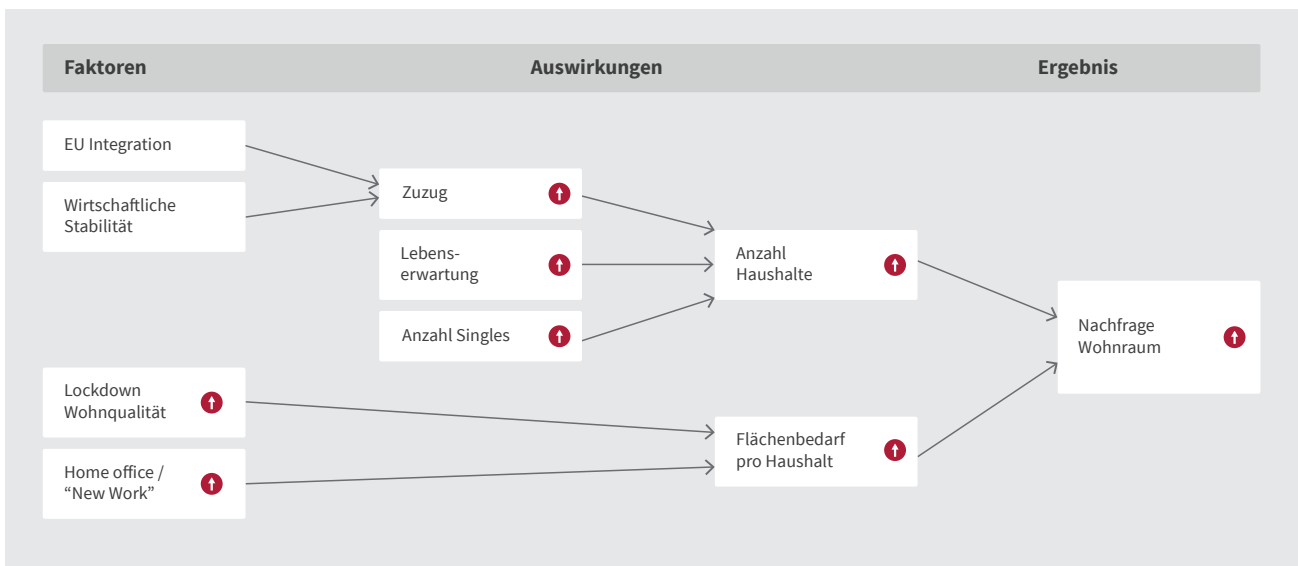 Faktoren
Auswirkungen
Ergebnis
EU Integration
Wirtschaftliche
Stabilität
Zuzug
Lebens-
erwartung
Anzahl Singles
Anzahl
Haushalte
Nachfrage
Wohnraum
Lockdown
Wohnqualität
Home office /
“New Work”
Flächenbedarf
pro Haushalt